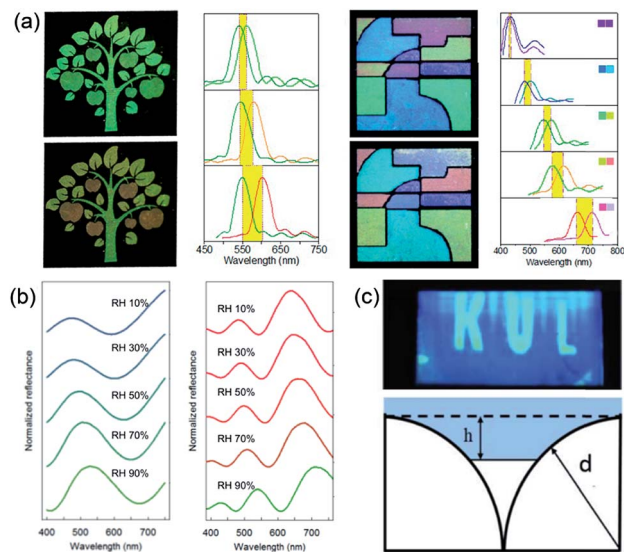 (a)
450 550 650 750
Wavelength (nm)
400 500 600 700 800
Wavelength (nm)
(b)
RH 10%
RH 30%
RH 50%
RH 70%
RH 90%
Normalized reflectance
400 500 600 700
Wavelength (nm)
RH 10%
RH 30%
RH 50%
RH 70%
RH 90%
Normalized reflectance
400 500 600 700
Wavelength (nm)
(c)
KUL
h
d